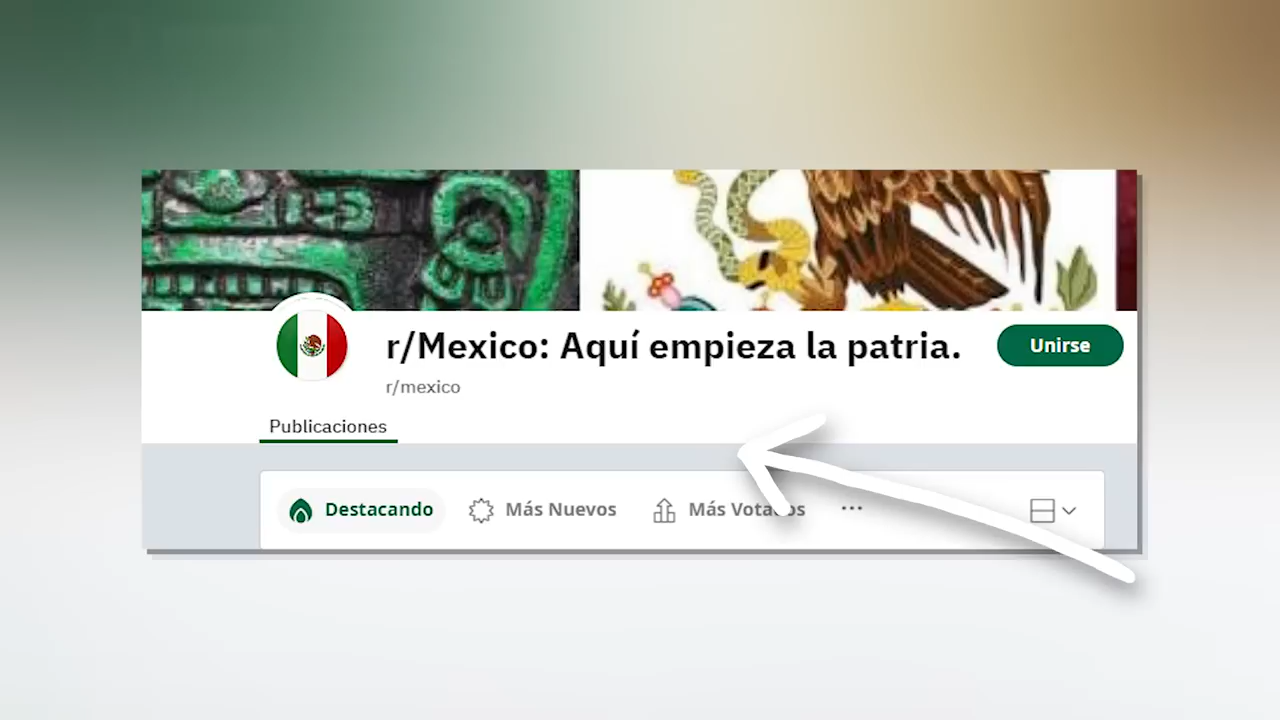 r/Mexico: Aquí empieza la patria.
Unirse
r/mexico
Publicaciones
Destacando
Más Nuevos
Más Votados